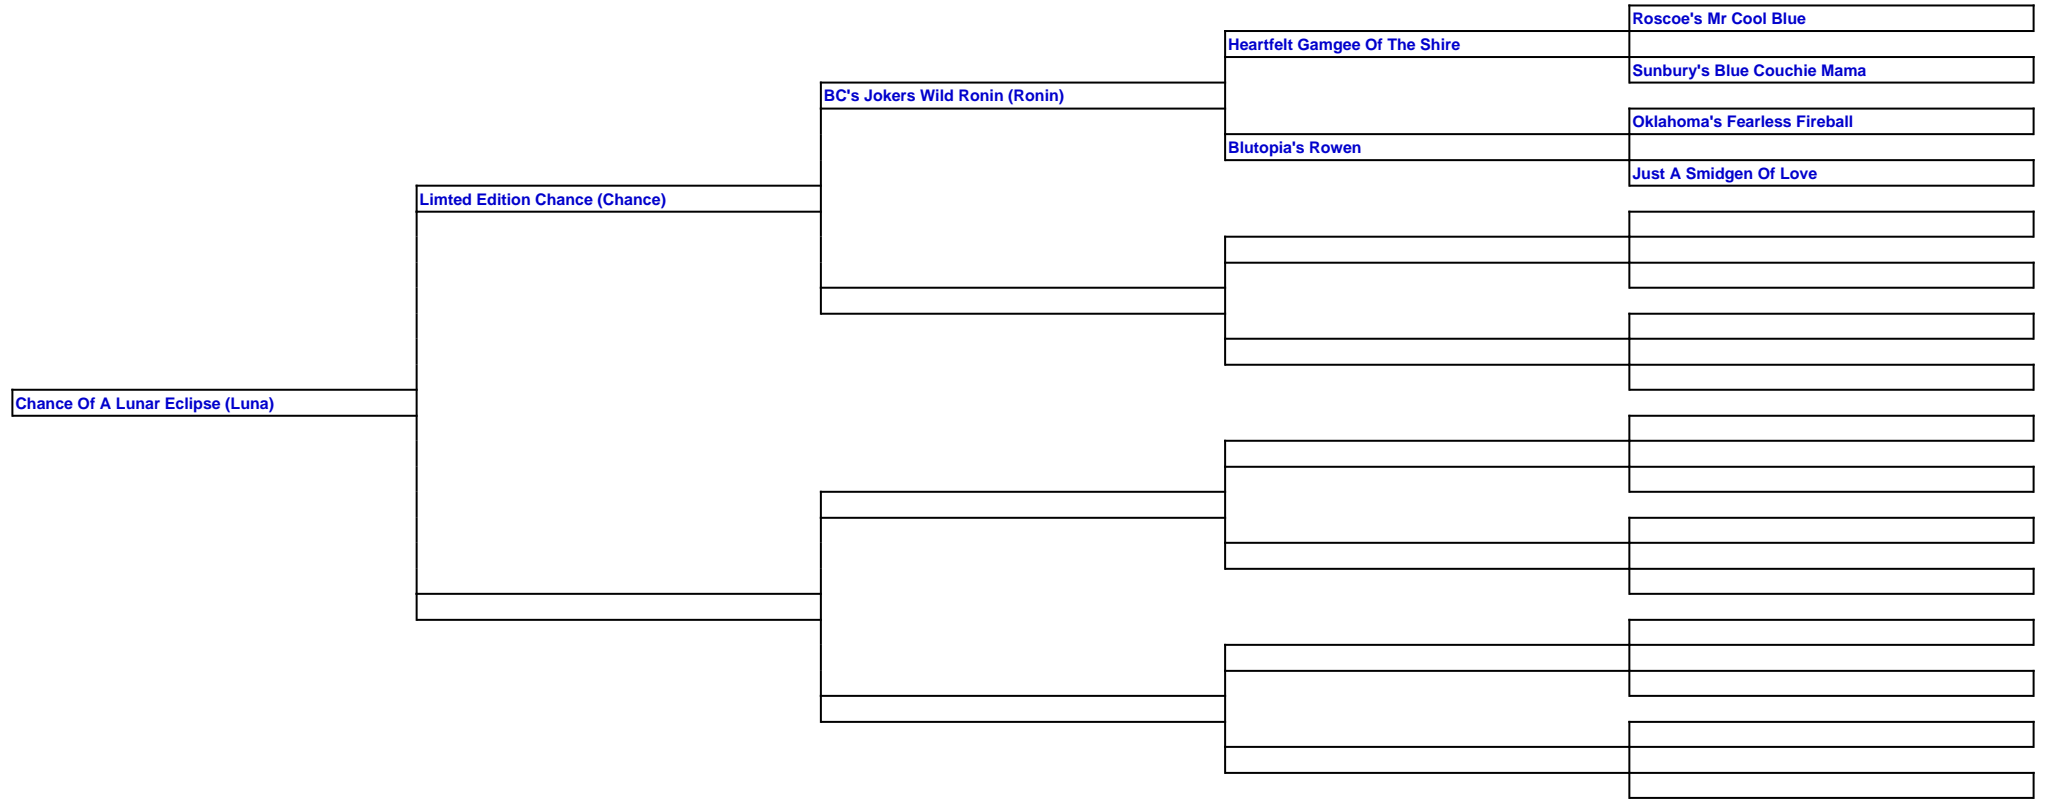 Roscoe's Mr Cool Blue
Heartfelt Gamgee Of The Shire
Sunbury's Blue Couchie Mama
BC's Jokers Wild Ronin (Ronin)
Oklahoma's Fearless Fireball
Blutopia's Rowen
Just A Smidgen Of Love
Limted Edition Chance (Chance)
Chance Of A Lunar Eclipse (Luna)